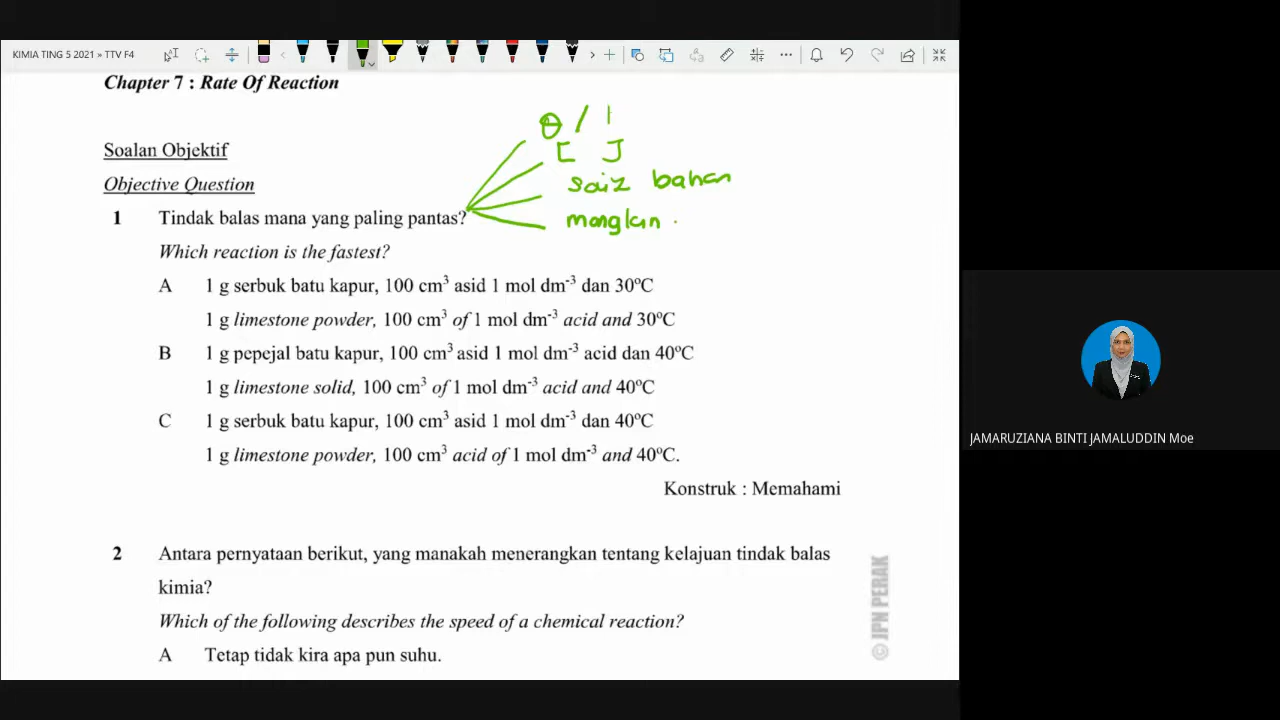 KIMIA TING 5 2021 » TTV F4
Chapter 7 : Rate Of Reaction
θ / 
[ ]
Soalan Objektif
saiz bahan
Objective Question
mangkin
1 Tindak balas mana yang paling pantas?
Which reaction is the fastest?
A 1 g serbuk batu kapur, 100 cm³ asid 1 mol dm⁻³ dan 30ºC
1 g limestone powder, 100 cm³ of 1 mol dm⁻³ acid and 30ºC
B 1 g pepejal batu kapur, 100 cm³ asid 1 mol dm⁻³ acid dan 40ºC
1 g limestone solid, 100 cm³ of 1 mol dm⁻³ acid and 40ºC
C 1 g serbuk batu kapur, 100 cm³ asid 1 mol dm⁻³ dan 40ºC
1 g limestone powder, 100 cm³ acid of 1 mol dm⁻³ and 40ºC.
Konstruk : Memahami
2 Antara pernyataan berikut, yang manakah menerangkan tentang kelajuan tindak balas
kimia?
Which of the following describes the speed of a chemical reaction?
A Tetap tidak kira apa pun suhu.
© JPN PERAK
JAMARUZIANA BINTI JAMALUDDIN Moe